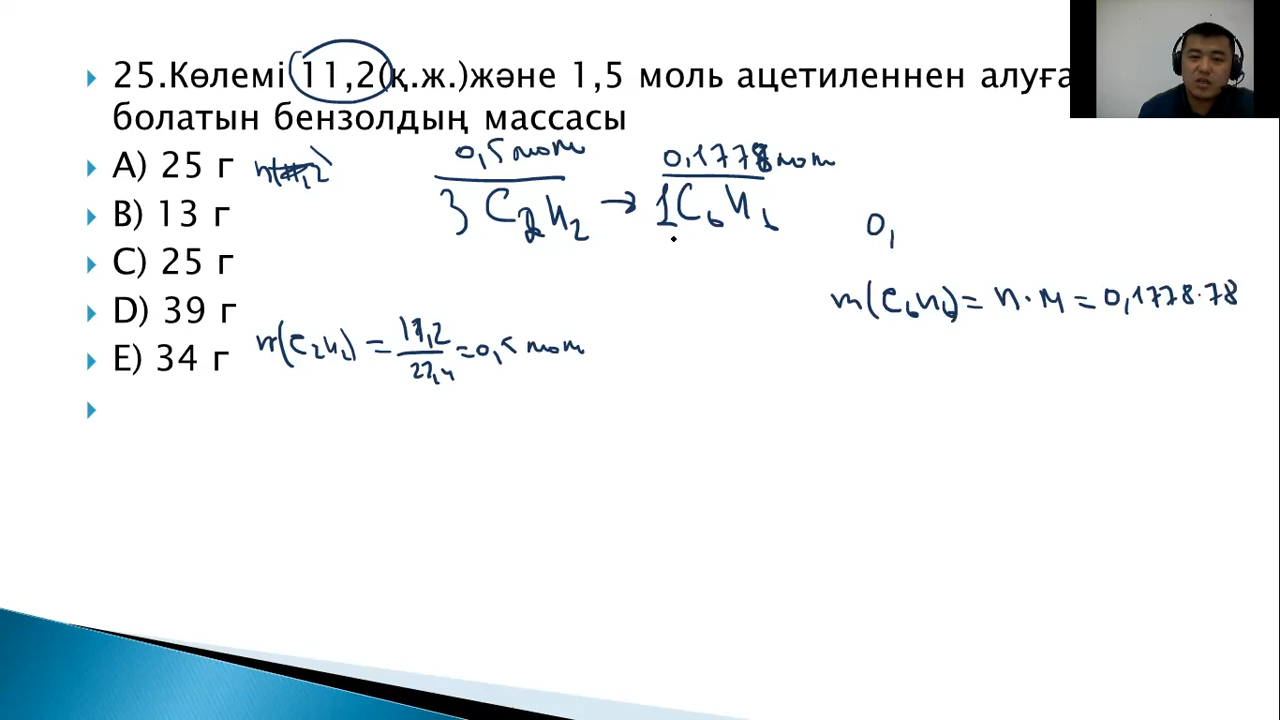 25.Көлемі 11,2(қ.ж.)және 1,5 моль ацетиленнен алуға
болатын бензолдың массасы
A) 25 г
B) 13 г
C) 25 г
D) 39 г
E) 34 г
0,5 моль
0,1778 моль
3 C2H2 → 1C6H6
0,
m(C6H6) = n · M = 0,1778 · 78
n(C2H2) = 11,2 / 22,4 = 0,5 моль